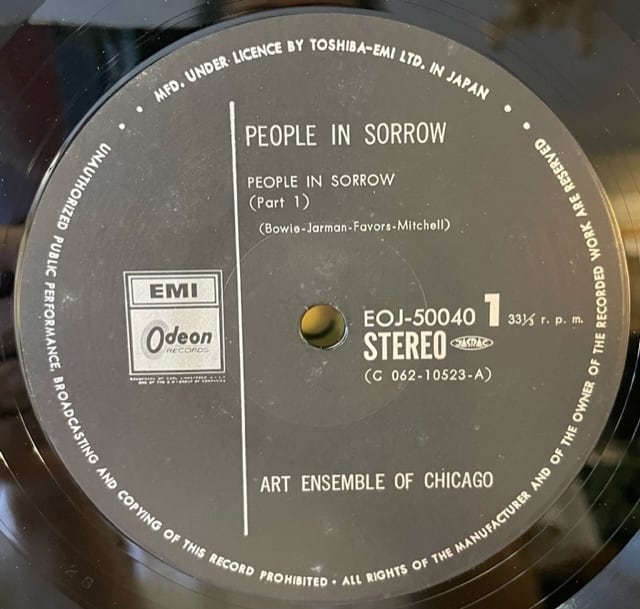 MFD. UNDER LICENCE BY TOSHIBA-EMI LTD. IN JAPAN
PEOPLE IN SORROW
PEOPLE IN SORROW
(Part 1)
(Bowie-Jarman-Favors-Mitchell)
EMI
Odeon
RECORDS
EOJ-50040 1 33⅓ r. p. m.
STEREO JASRAC
(C 062-10523-A)
ART ENSEMBLE OF CHICAGO
UNAUTHORIZED PUBLIC PERFORMANCE, BROADCASTING AND COPYING OF THIS RECORD PROHIBITED • ALL RIGHTS OF THE MANUFACTURER AND OF THE OWNER OF THE RECORDED WORK ARE RESERVED